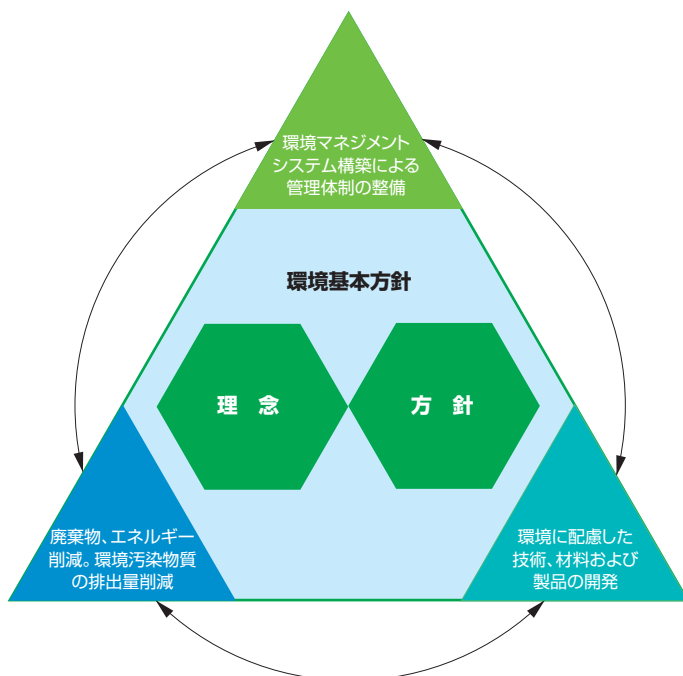 環境マネジメント
システム構築による
管理体制の整備
環境基本方針
理 念
方 針
廃棄物、エネルギー
削減。環境汚染物質
の排出量削減
環境に配慮した
技術、材料および
製品の開発